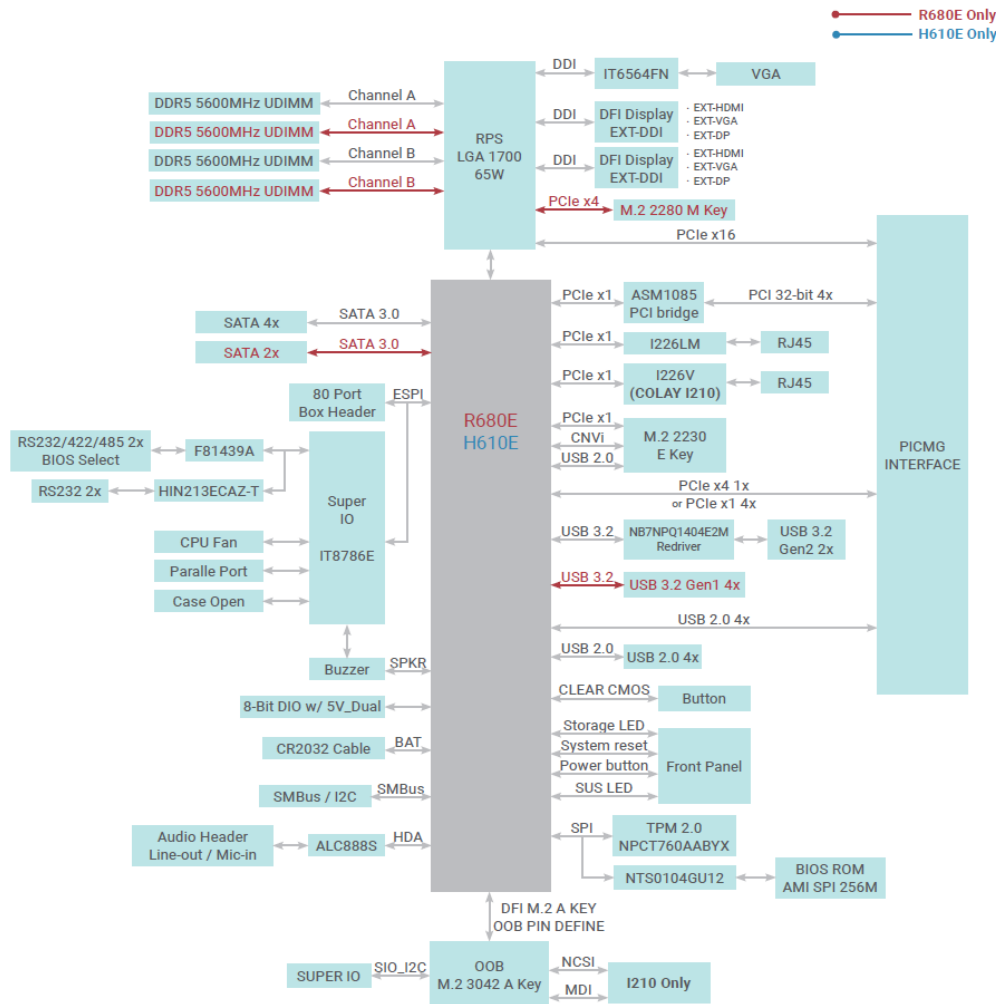 R680E Only
H610E Only
DDR5 5600MHz UDIMM
Channel A
DDR5 5600MHz UDIMM
Channel A
DDR5 5600MHz UDIMM
Channel B
DDR5 5600MHz UDIMM
Channel B
RPS
LGA 1700
65W
DDI
IT6564FN
VGA
DDI
DFI Display
EXT-DDI
· EXT-HDMI
· EXT-VGA
· EXT-DP
DDI
DFI Display
EXT-DDI
· EXT-HDMI
· EXT-VGA
· EXT-DP
PCIe x4
M.2 2280 M Key
PCIe x16
PICMG
INTERFACE
SATA 4x
SATA 3.0
SATA 2x
SATA 3.0
80 Port
Box Header
ESPI
RS232/422/485 2x
BIOS Select
F81439A
RS232 2x
HIN213ECAZ-T
Super
IO
IT8786E
CPU Fan
Paralle Port
Case Open
Buzzer
SPKR
8-Bit DIO w/ 5V_Dual
CR2032 Cable
BAT
SMBus / I2C
SMBus
Audio Header
Line-out / Mic-in
ALC888S
HDA
R680E
H610E
PCIe x1
ASM1085
PCI bridge
PCI 32-bit 4x
PCIe x1
I226LM
RJ45
PCIe x1
I226V
(COLAY I210)
RJ45
PCIe x1
CNVi
USB 2.0
M.2 2230
E Key
PCIe x4 1x
or PCIe x1 4x
USB 3.2
NB7NPQ1404E2M
Redriver
USB 3.2
Gen2 2x
USB 3.2
USB 3.2 Gen1 4x
USB 2.0 4x
USB 2.0
USB 2.0 4x
CLEAR CMOS
Button
Storage LED
System reset
Power button
SUS LED
Front Panel
SPI
TPM 2.0
NPCT760AABYX
NTS0104GU12
BIOS ROM
AMI SPI 256M
DFI M.2 A KEY
OOB PIN DEFINE
SUPER IO
SIO_I2C
OOB
M.2 3042 A Key
NCSI
MDI
I210 Only